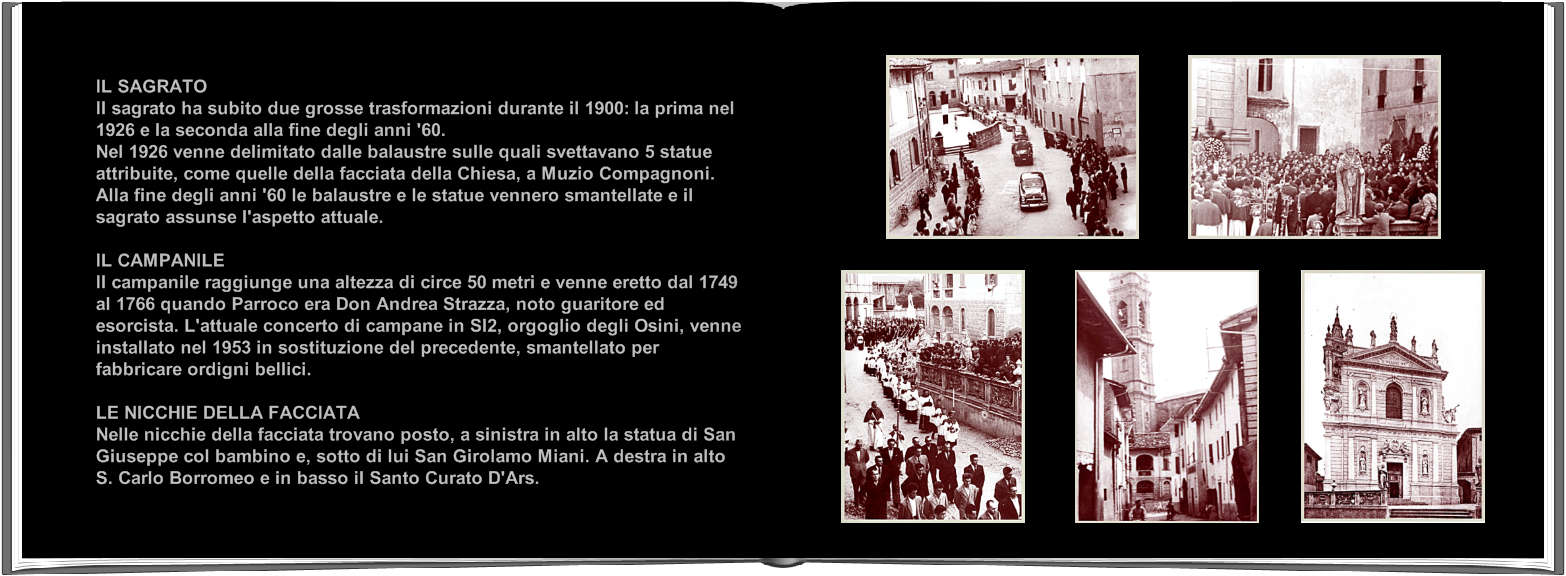 IL SAGRATO
Il sagrato ha subito due grosse trasformazioni durante il 1900: la prima nel
1926 e la seconda alla fine degli anni '60.
Nel 1926 venne delimitato dalle balaustre sulle quali svettavano 5 statue
attribuite, come quelle della facciata della Chiesa, a Muzio Compagnoni.
Alla fine degli anni '60 le balaustre e le statue vennero smantellate e il
sagrato assunse l'aspetto attuale.
IL CAMPANILE
Il campanile raggiunge una altezza di circe 50 metri e venne eretto dal 1749
al 1766 quando Parroco era Don Andrea Strazza, noto guaritore ed
esorcista. L'attuale concerto di campane in SI2, orgoglio degli Osini, venne
installato nel 1953 in sostituzione del precedente, smantellato per
fabbricare ordigni bellici.
LE NICCHIE DELLA FACCIATA
Nelle nicchie della facciata trovano posto, a sinistra in alto la statua di San
Giuseppe col bambino e, sotto di lui San Girolamo Miani. A destra in alto
S. Carlo Borromeo e in basso il Santo Curato D'Ars.